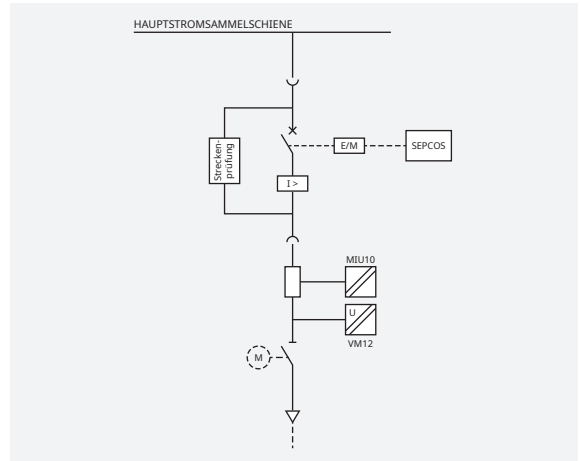 HAUPTSTROMSAMMELSCHIENE
Strecken-
prüfung
E/M
SEPCOS
I >
MIU10
U
VM12
M